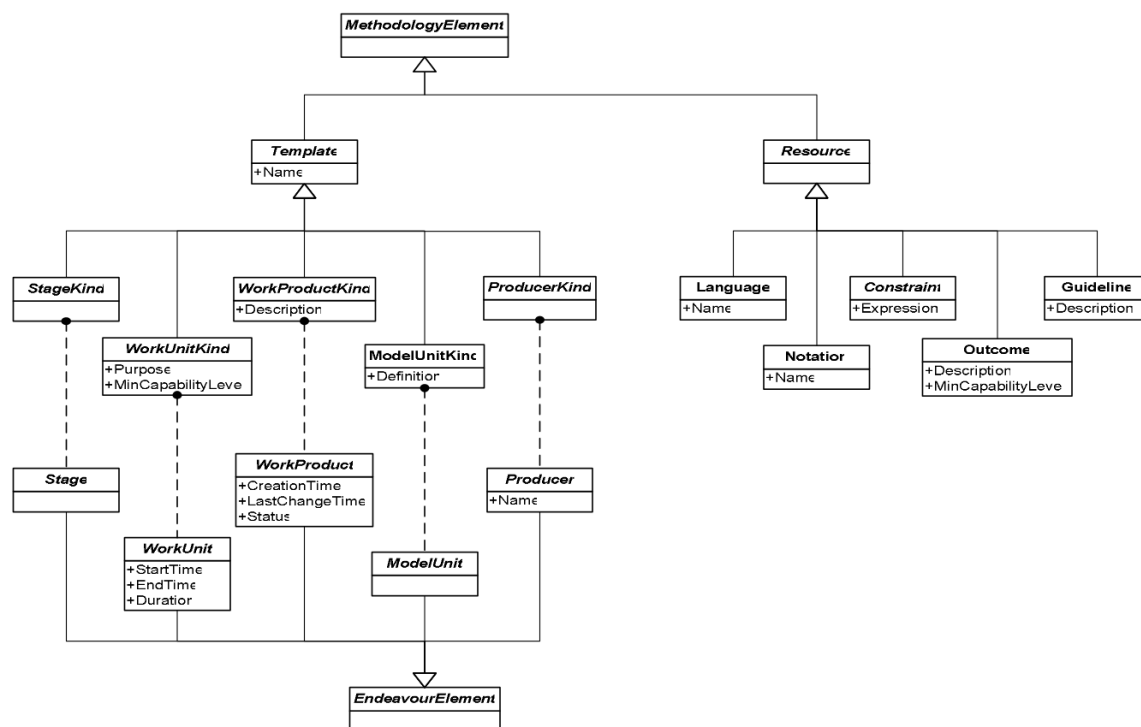 MethodologyElement
Template
+Name
Resource
StageKind
WorkProductKind
+Description
ProducerKind
Language
+Name
Constraint
+Expression
Guideline
+Description
WorkUnitKind
+Purpose
+MinCapabilityLeve
ModelUnitKind
+Definition
Notation
+Name
Outcome
+Description
+MinCapabilityLeve
Stage
WorkProduct
+CreationTime
+LastChangeTime
+Status
Producer
+Name
WorkUnit
+StartTime
+EndTime
+Duration
ModelUnit
EndeavourElement